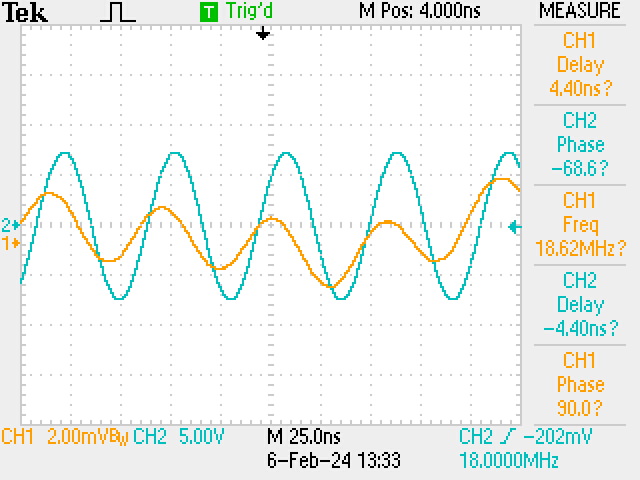 Tek T Trig'd M Pos: 4.000ns MEASURE
CH1
Delay
4.40ns?
CH2
Phase
-68.6?
CH1
Freq
18.62MHz?
CH2
Delay
-4.40ns?
CH1
Phase
90.0?
2
1
CH1 2.00mVBW CH2 5.00V M 25.0ns CH2 -202mV
6-Feb-24 13:33 18.0000MHz